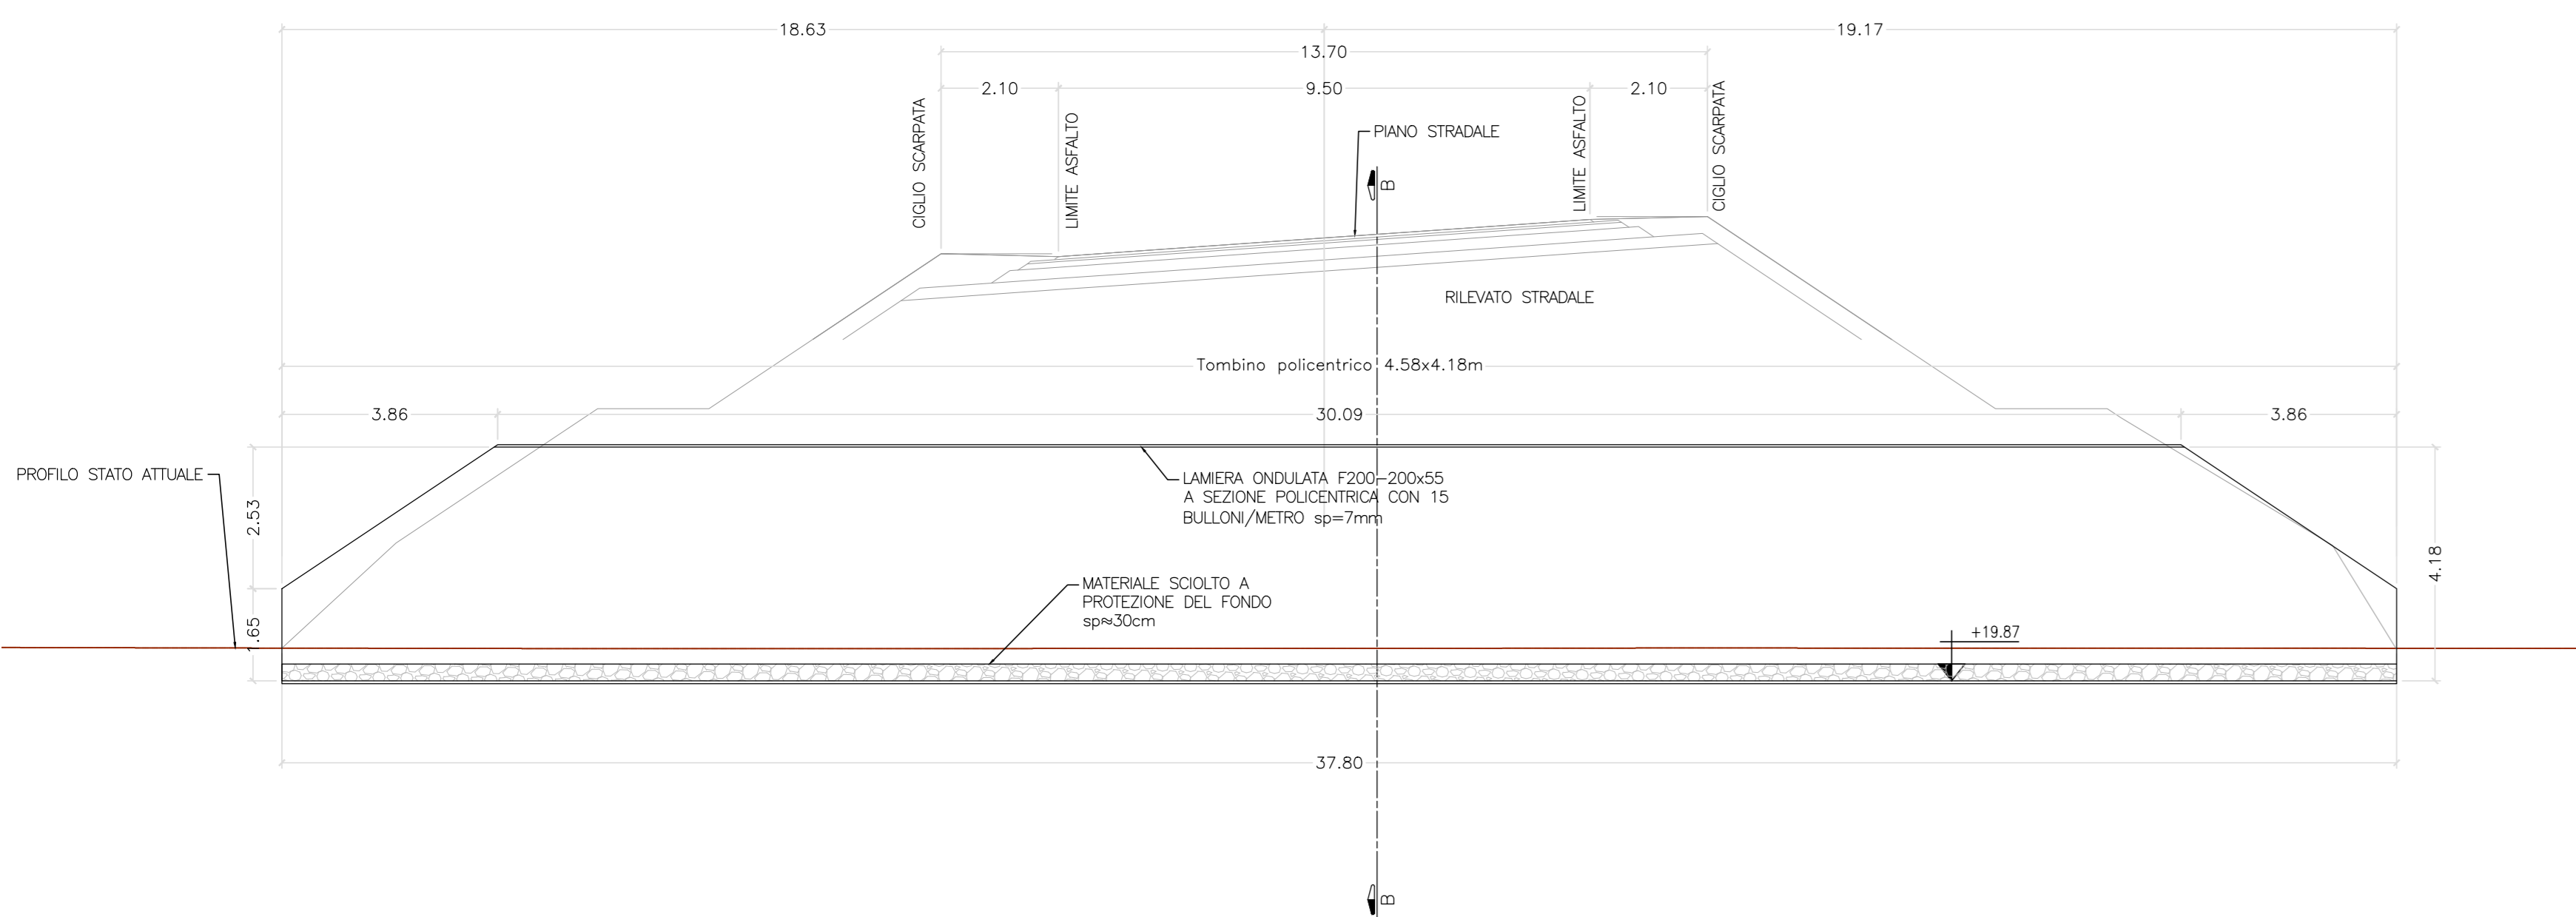 18.63
19.17
13.70
2.10
9.50
2.10
CIGLIO SCARPATA
LIMITE ASFALTO
LIMITE ASFALTO
CIGLIO SCARPATA
PIANO STRADALE
B
RILEVATO STRADALE
Tombino policentrico 4.58x4.18m
3.86
30.09
3.86
PROFILO STATO ATTUALE
LAMIERA ONDULATA F200-200x55
A SEZIONE POLICENTRICA CON 15
BULLONI/METRO sp=7mm
2.53
4.18
MATERIALE SCIOLTO A
PROTEZIONE DEL FONDO
sp≈30cm
1.65
+19.87
37.80
B